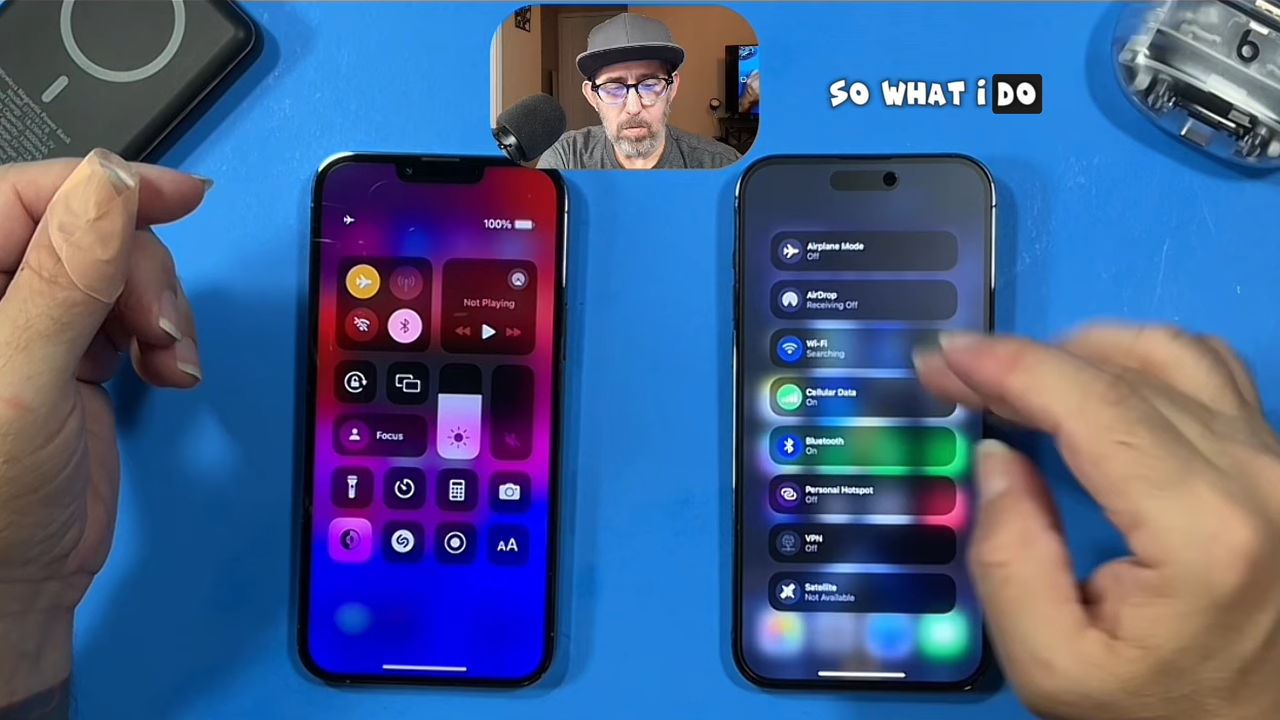 SO WHAT i DO
100%
Not Playing
Focus
AA
Airplane Mode
Off
AirDrop
Receiving Off
Wi-Fi
Searching
Cellular Data
On
Bluetooth
On
Personal Hotspot
Off
VPN
Off
Satellite
Not Available